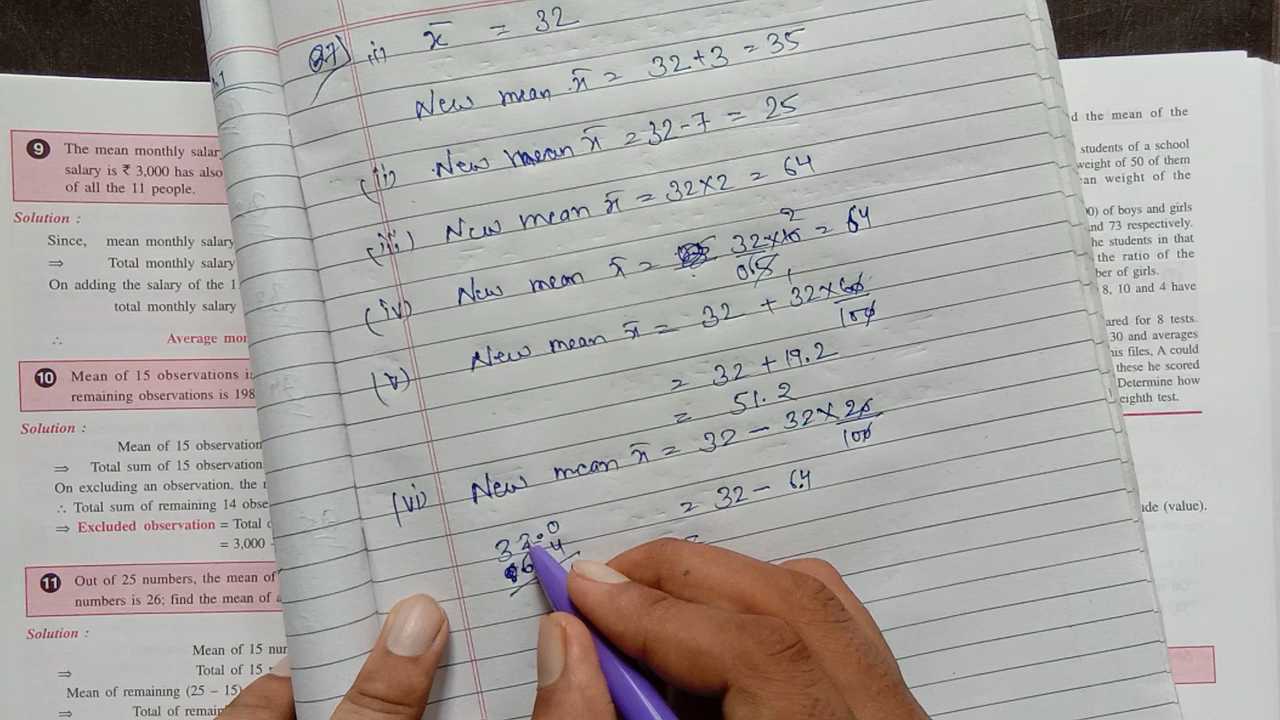 27) (i) x̄ = 32
New mean x̄ = 32+3 = 35
(ii) New mean x̄ = 32-7 = 25
(iii) New mean x̄ = 32×2 = 64
(iv) New mean x̄ = 32×10 2 = 64
0.5 1
(v) New mean x̄ = 32 + 32×60
100
= 32 + 19.2
= 51.2
(vi) New mean x̄ = 32 - 32×20
100
= 32 - 6.4
=
32.0
6.4
9 The mean monthly salar
salary is ₹ 3,000 has also
of all the 11 people.
Solution :
Since, mean monthly salary
⇒ Total monthly salary
On adding the salary of the 1
total monthly salary
∴ Average mon
10 Mean of 15 observations i
remaining observations is 198
Solution :
Mean of 15 observation
⇒ Total sum of 15 observation
On excluding an observation, the
∴ Total sum of remaining 14 obse
⇒ Excluded observation = Total
= 3,000 -
11 Out of 25 numbers, the mean of
numbers is 26; find the mean of
Solution :
Mean of 15 nu
⇒ Total of 15
Mean of remaining (25 – 15)
⇒ Total of remain
d the mean of the
students of a school
weight of 50 of them
an weight of the
0) of boys and girls
nd 73 respectively.
he students in that
the ratio of the
ber of girls.
8, 10 and 4 have
ared for 8 tests.
30 and averages
his files. A could
these he scored
Determine how
eighth test.
ude (value).